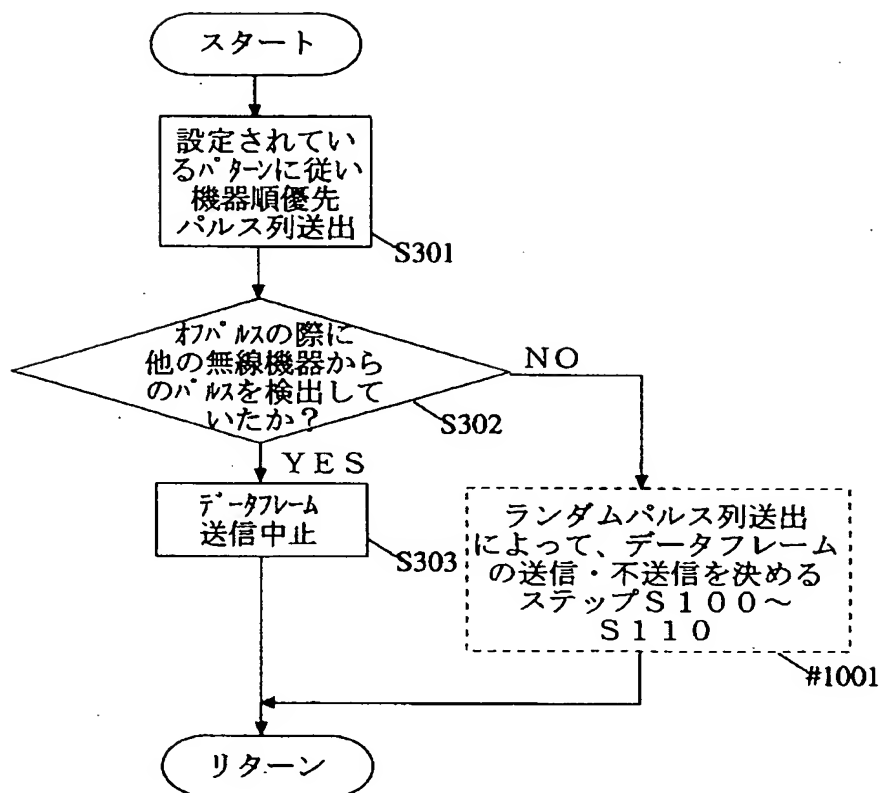 スタート
設定されてい
るパターンに従い
機器順優先
パルス列送出
S301
オフパルスの際に
他の無線機器から
のパルスを検出して
いたか？
NO
S302
YES
データフレーム
送信中止
S303
ランダムパルス列送出
によって、データフレーム
の送信・不送信を決める
ステップS100～
S110
#1001
リターン